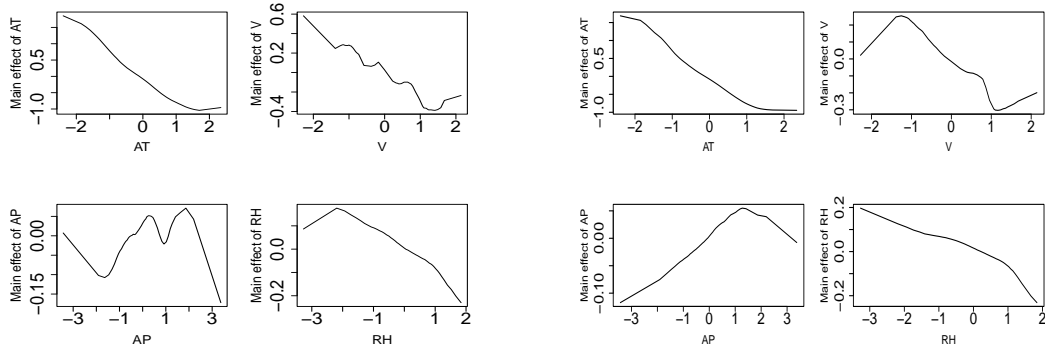 Main effect of AT
0.5
−1.0
−2 −1 0 1 2
AT
Main effect of V
0.6
0.2
−0.4
−2 −1 0 1 2
V
Main effect of AT
0.5
−1.0
−2 −1 0 1 2
AT
Main effect of V
0.0
−0.3
−2 −1 0 1 2
V
Main effect of AP
0.00
−0.15
−3 −1 1 3
AP
Main effect of RH
0.0
−0.2
−3 −1 1 2
RH
Main effect of AP
0.00
−0.10
−3 −1 0 1 2 3
AP
Main effect of RH
0.2
0.0
−0.2
−3 −2 −1 0 1 2
RH